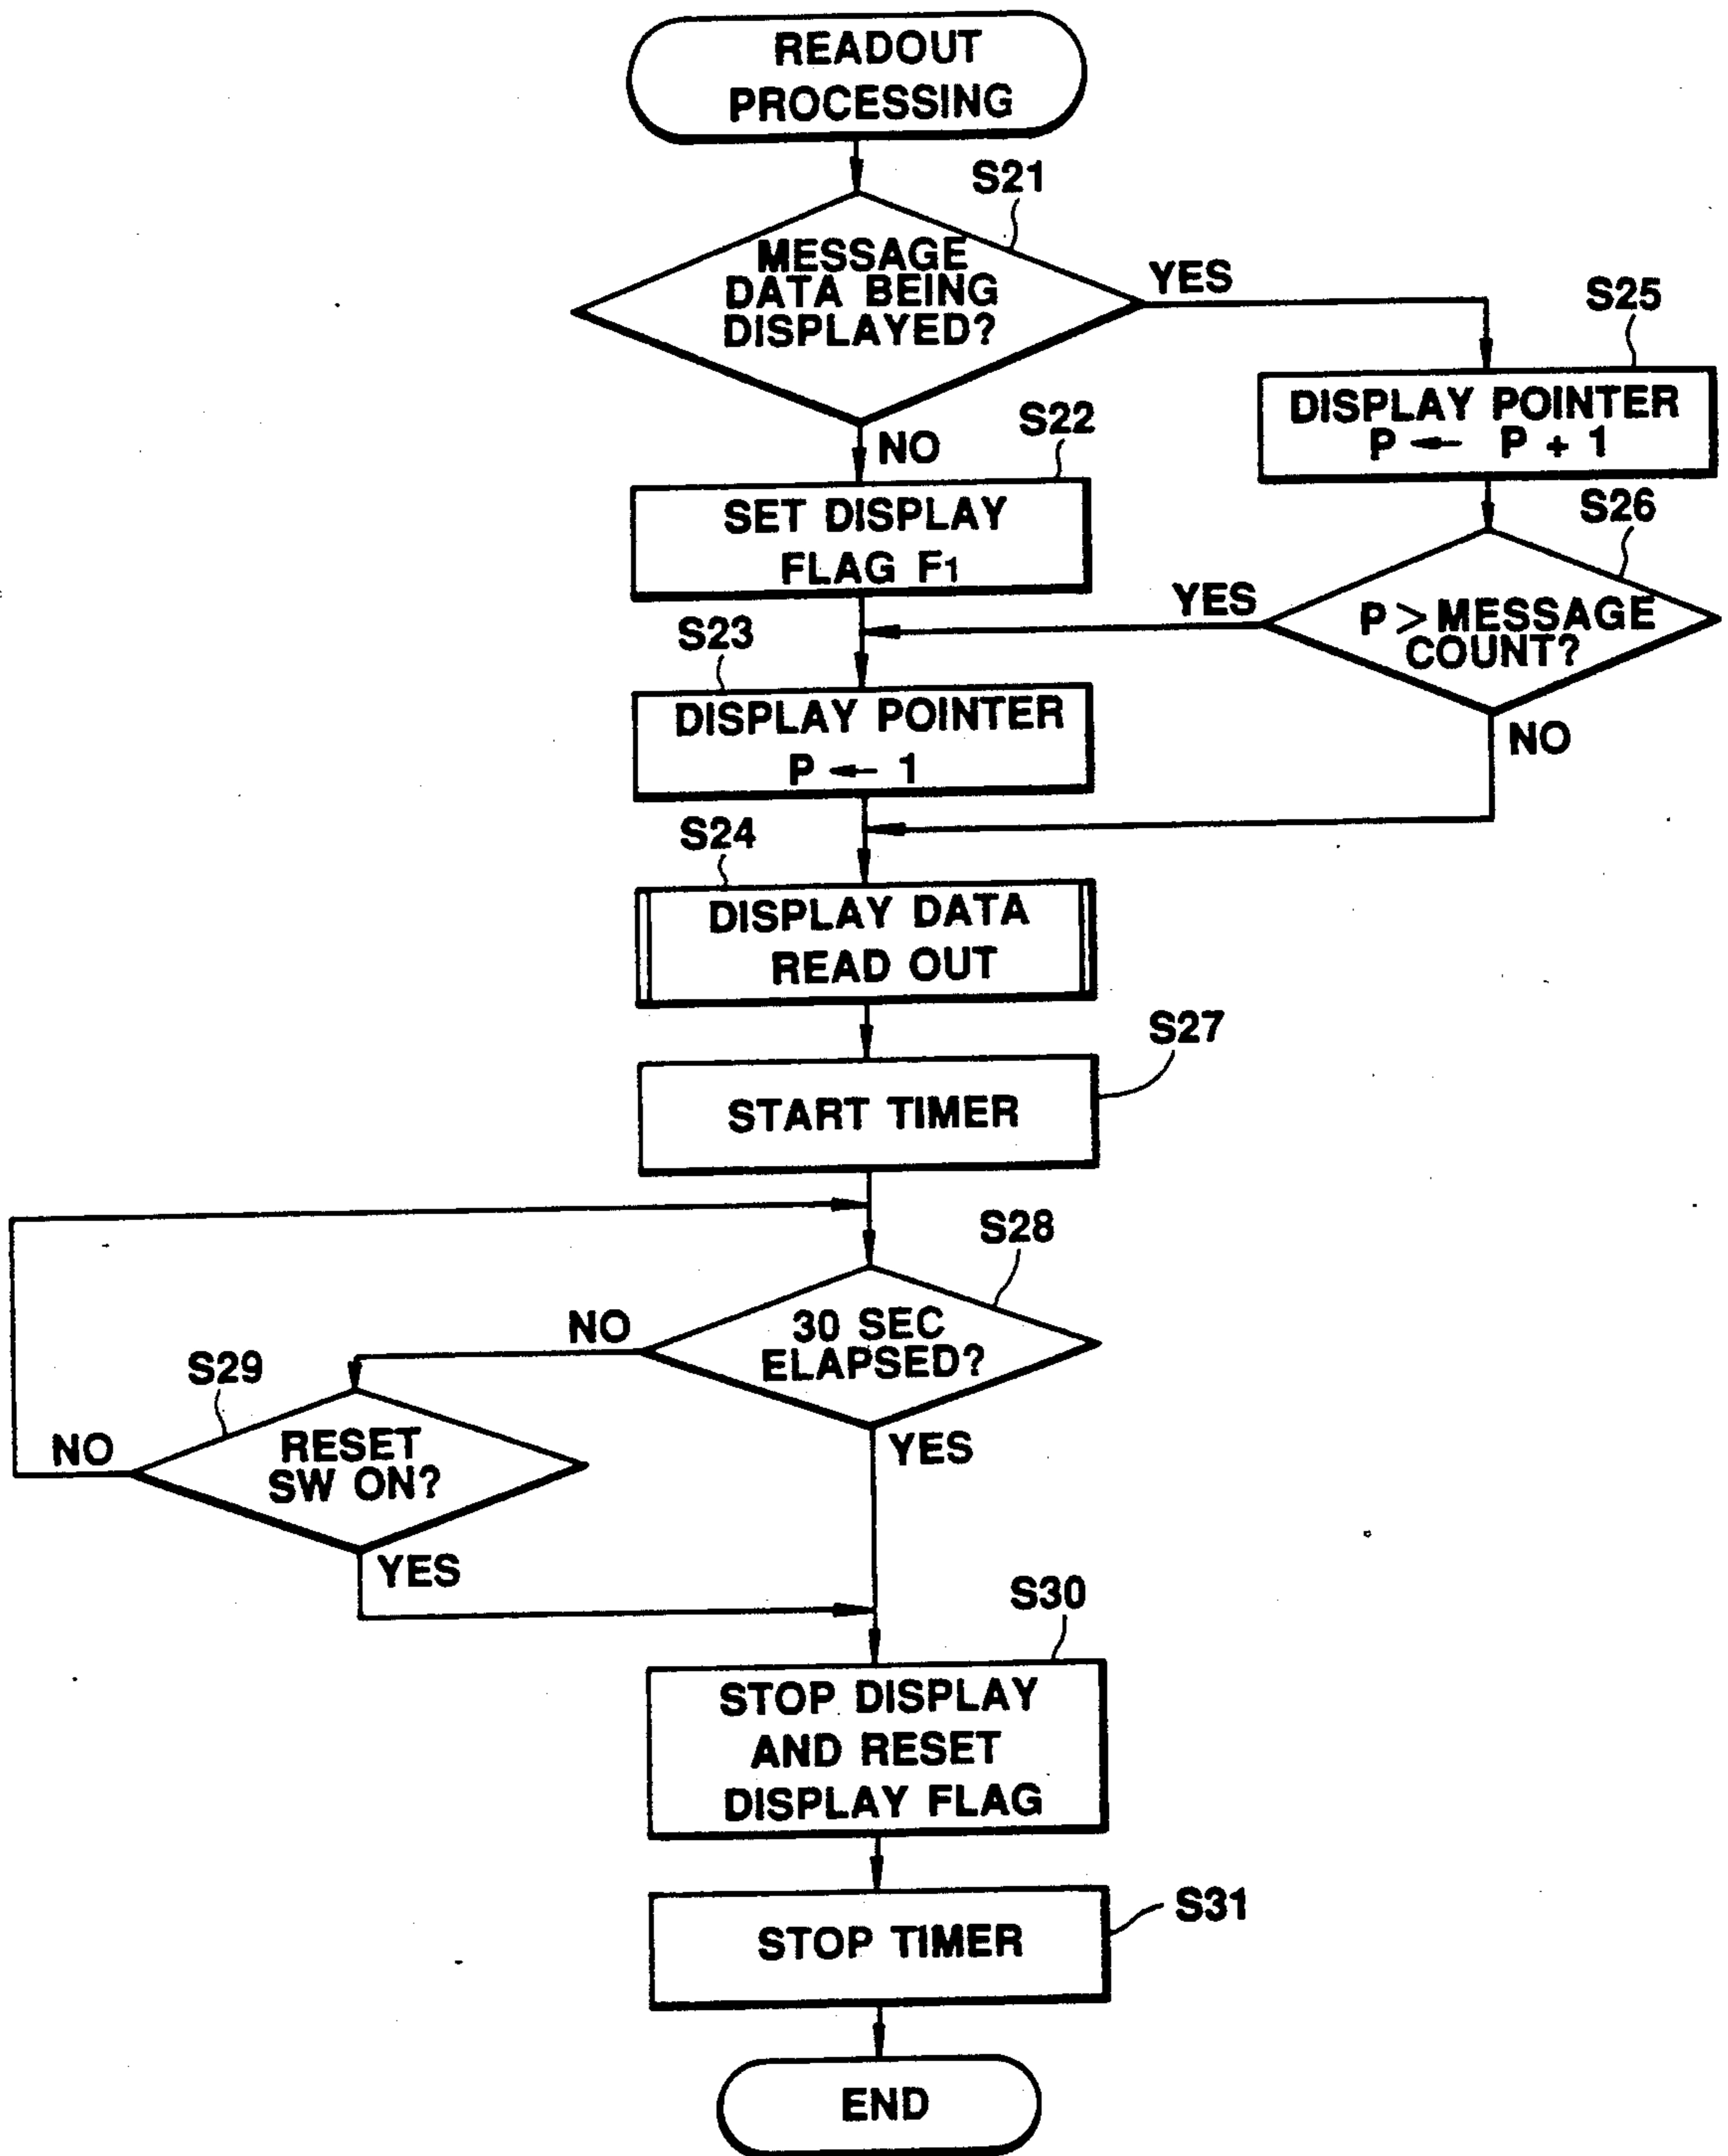 READOUT
PROCESSING
S21
MESSAGE
DATA BEING
DISPLAYED?
YES
S25
DISPLAY POINTER
P ← P + 1
NO
S22
SET DISPLAY
FLAG F1
S26
P > MESSAGE
COUNT?
YES
NO
S23
DISPLAY POINTER
P ← 1
S24
DISPLAY DATA
READ OUT
S27
START TIMER
S28
30 SEC
ELAPSED?
NO
YES
S29
RESET
SW ON?
NO
YES
S30
STOP DISPLAY
AND RESET
DISPLAY FLAG
S31
STOP TIMER
END